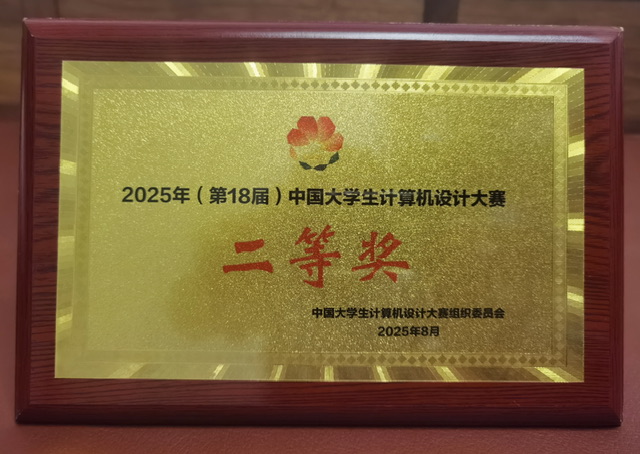 2025年（第18届）中国大学生计算机设计大赛
二等奖
中国大学生计算机设计大赛组织委员会
2025年8月